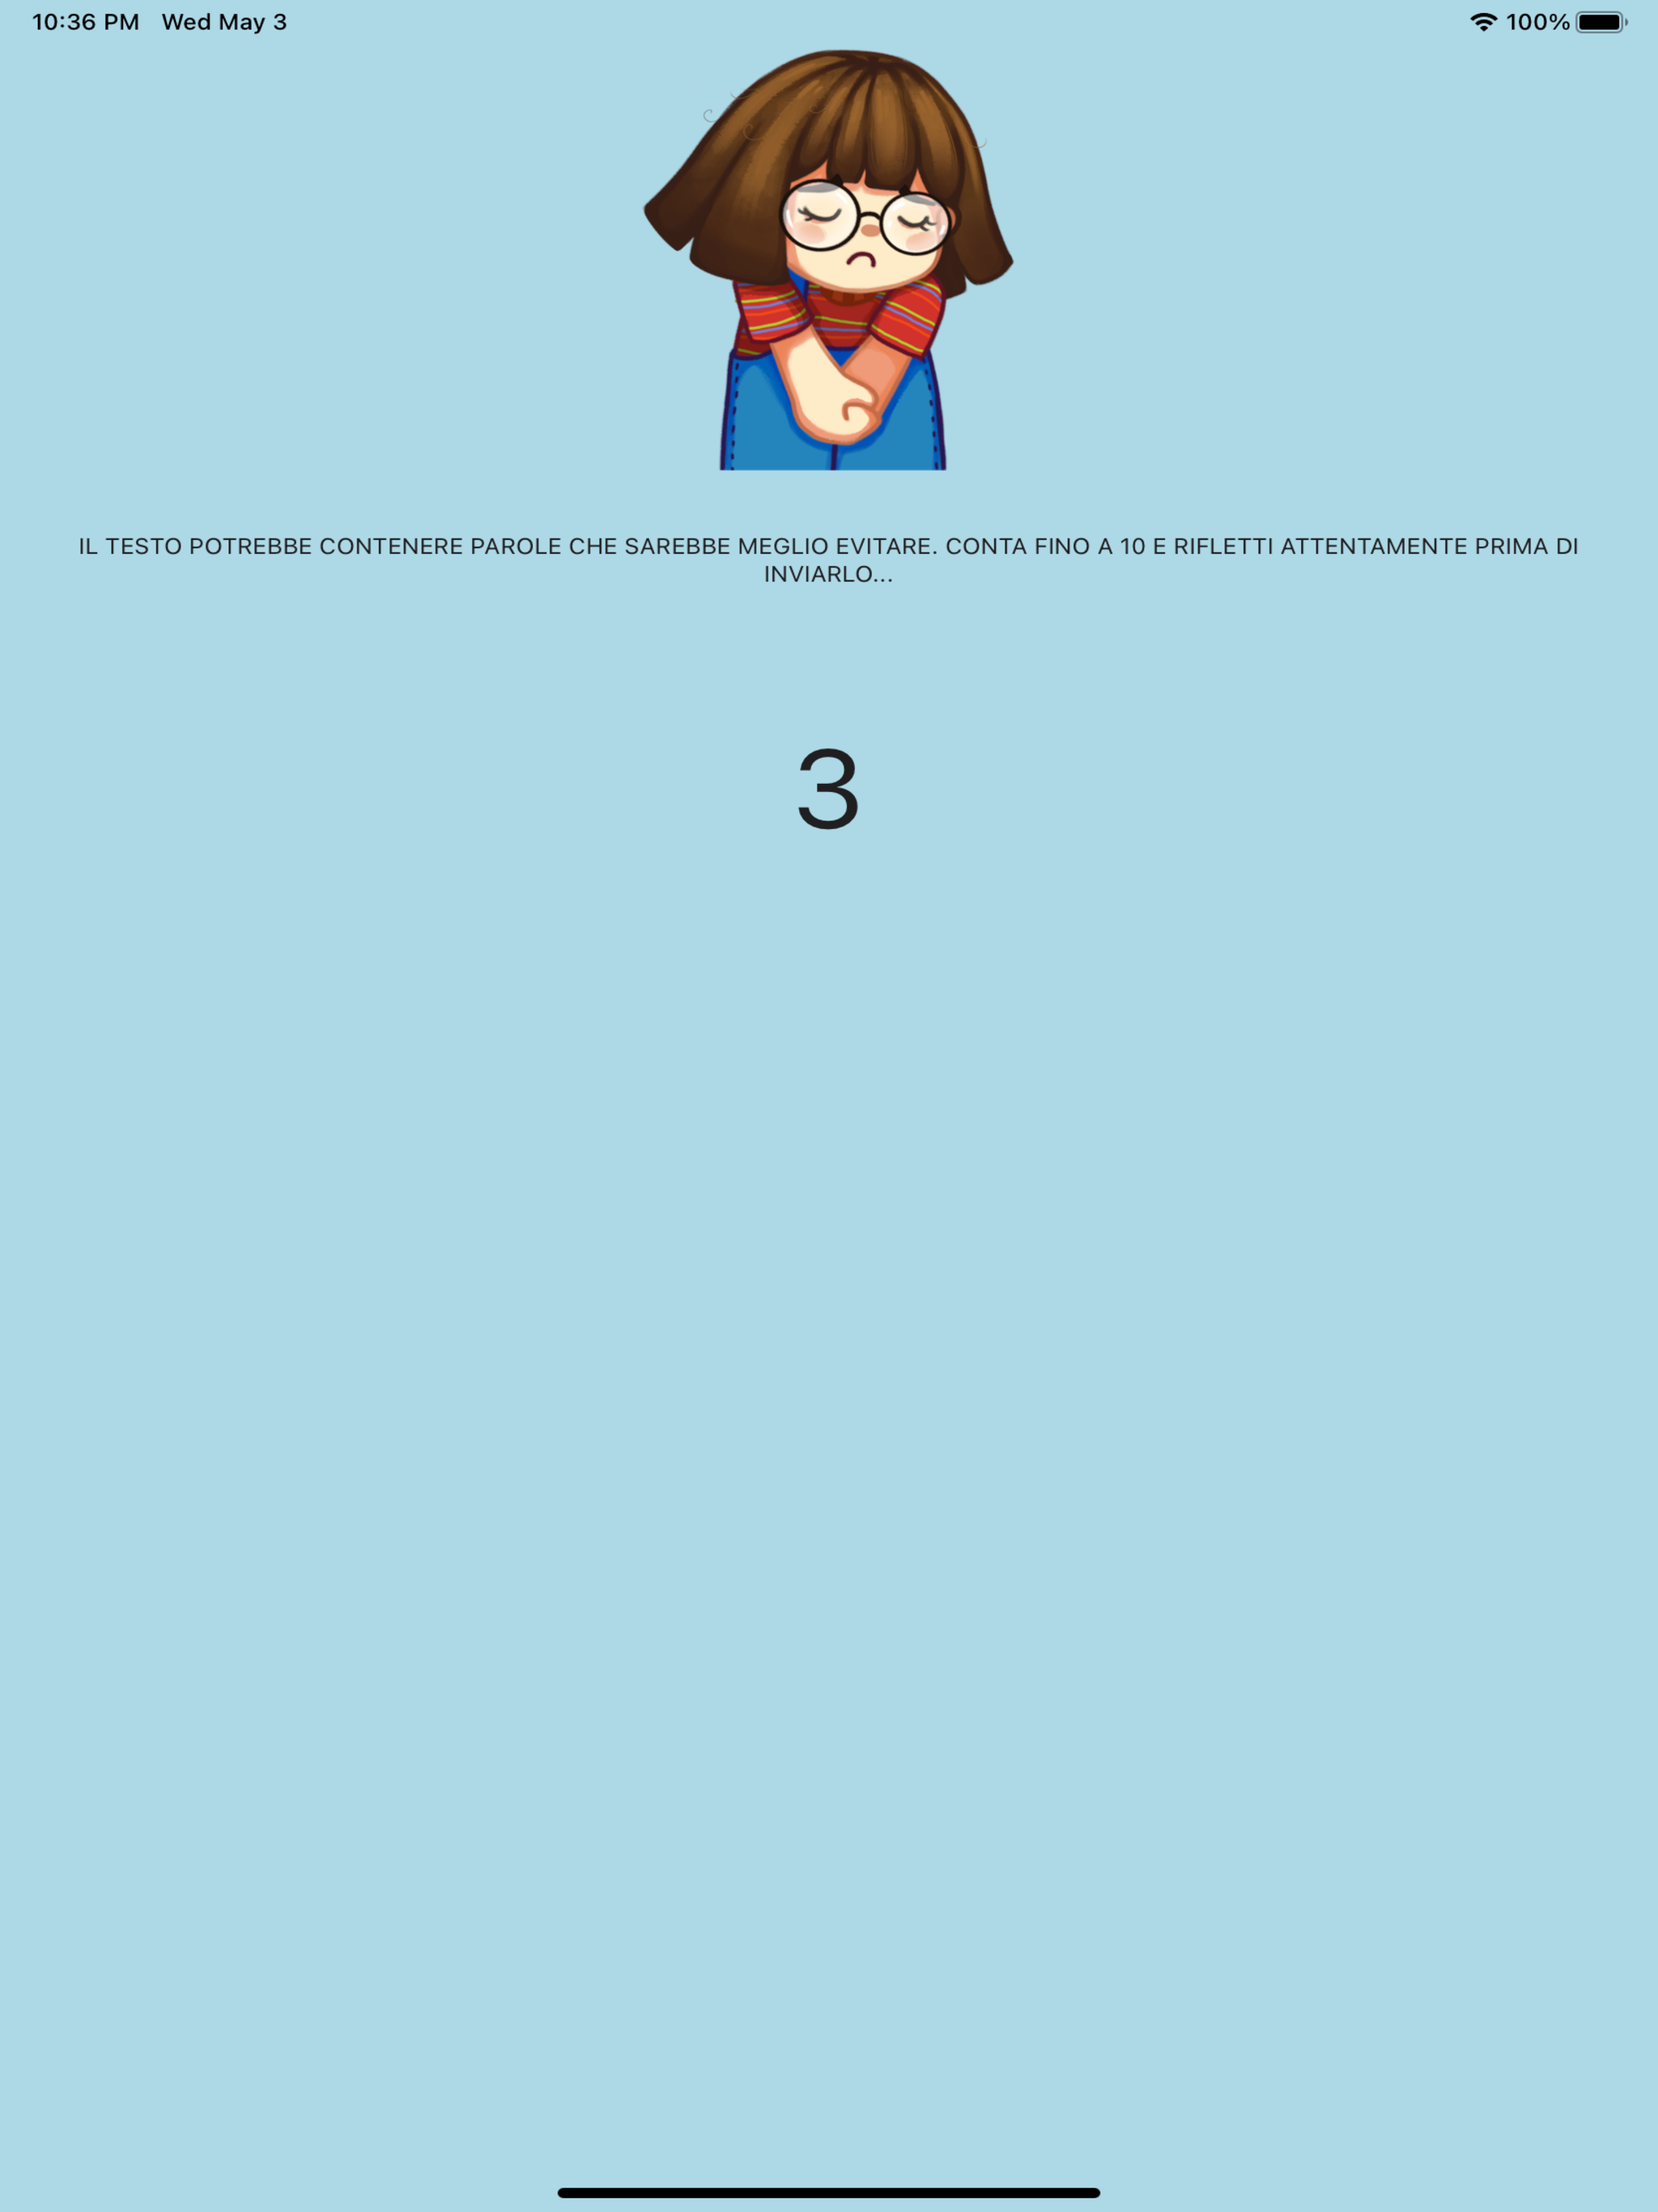 10:36 PM Wed May 3 100%
IL TESTO POTREBBE CONTENERE PAROLE CHE SAREBBE MEGLIO EVITARE. CONTA FINO A 10 E RIFLETTI ATTENTAMENTE PRIMA DI
INVIARLO...
3